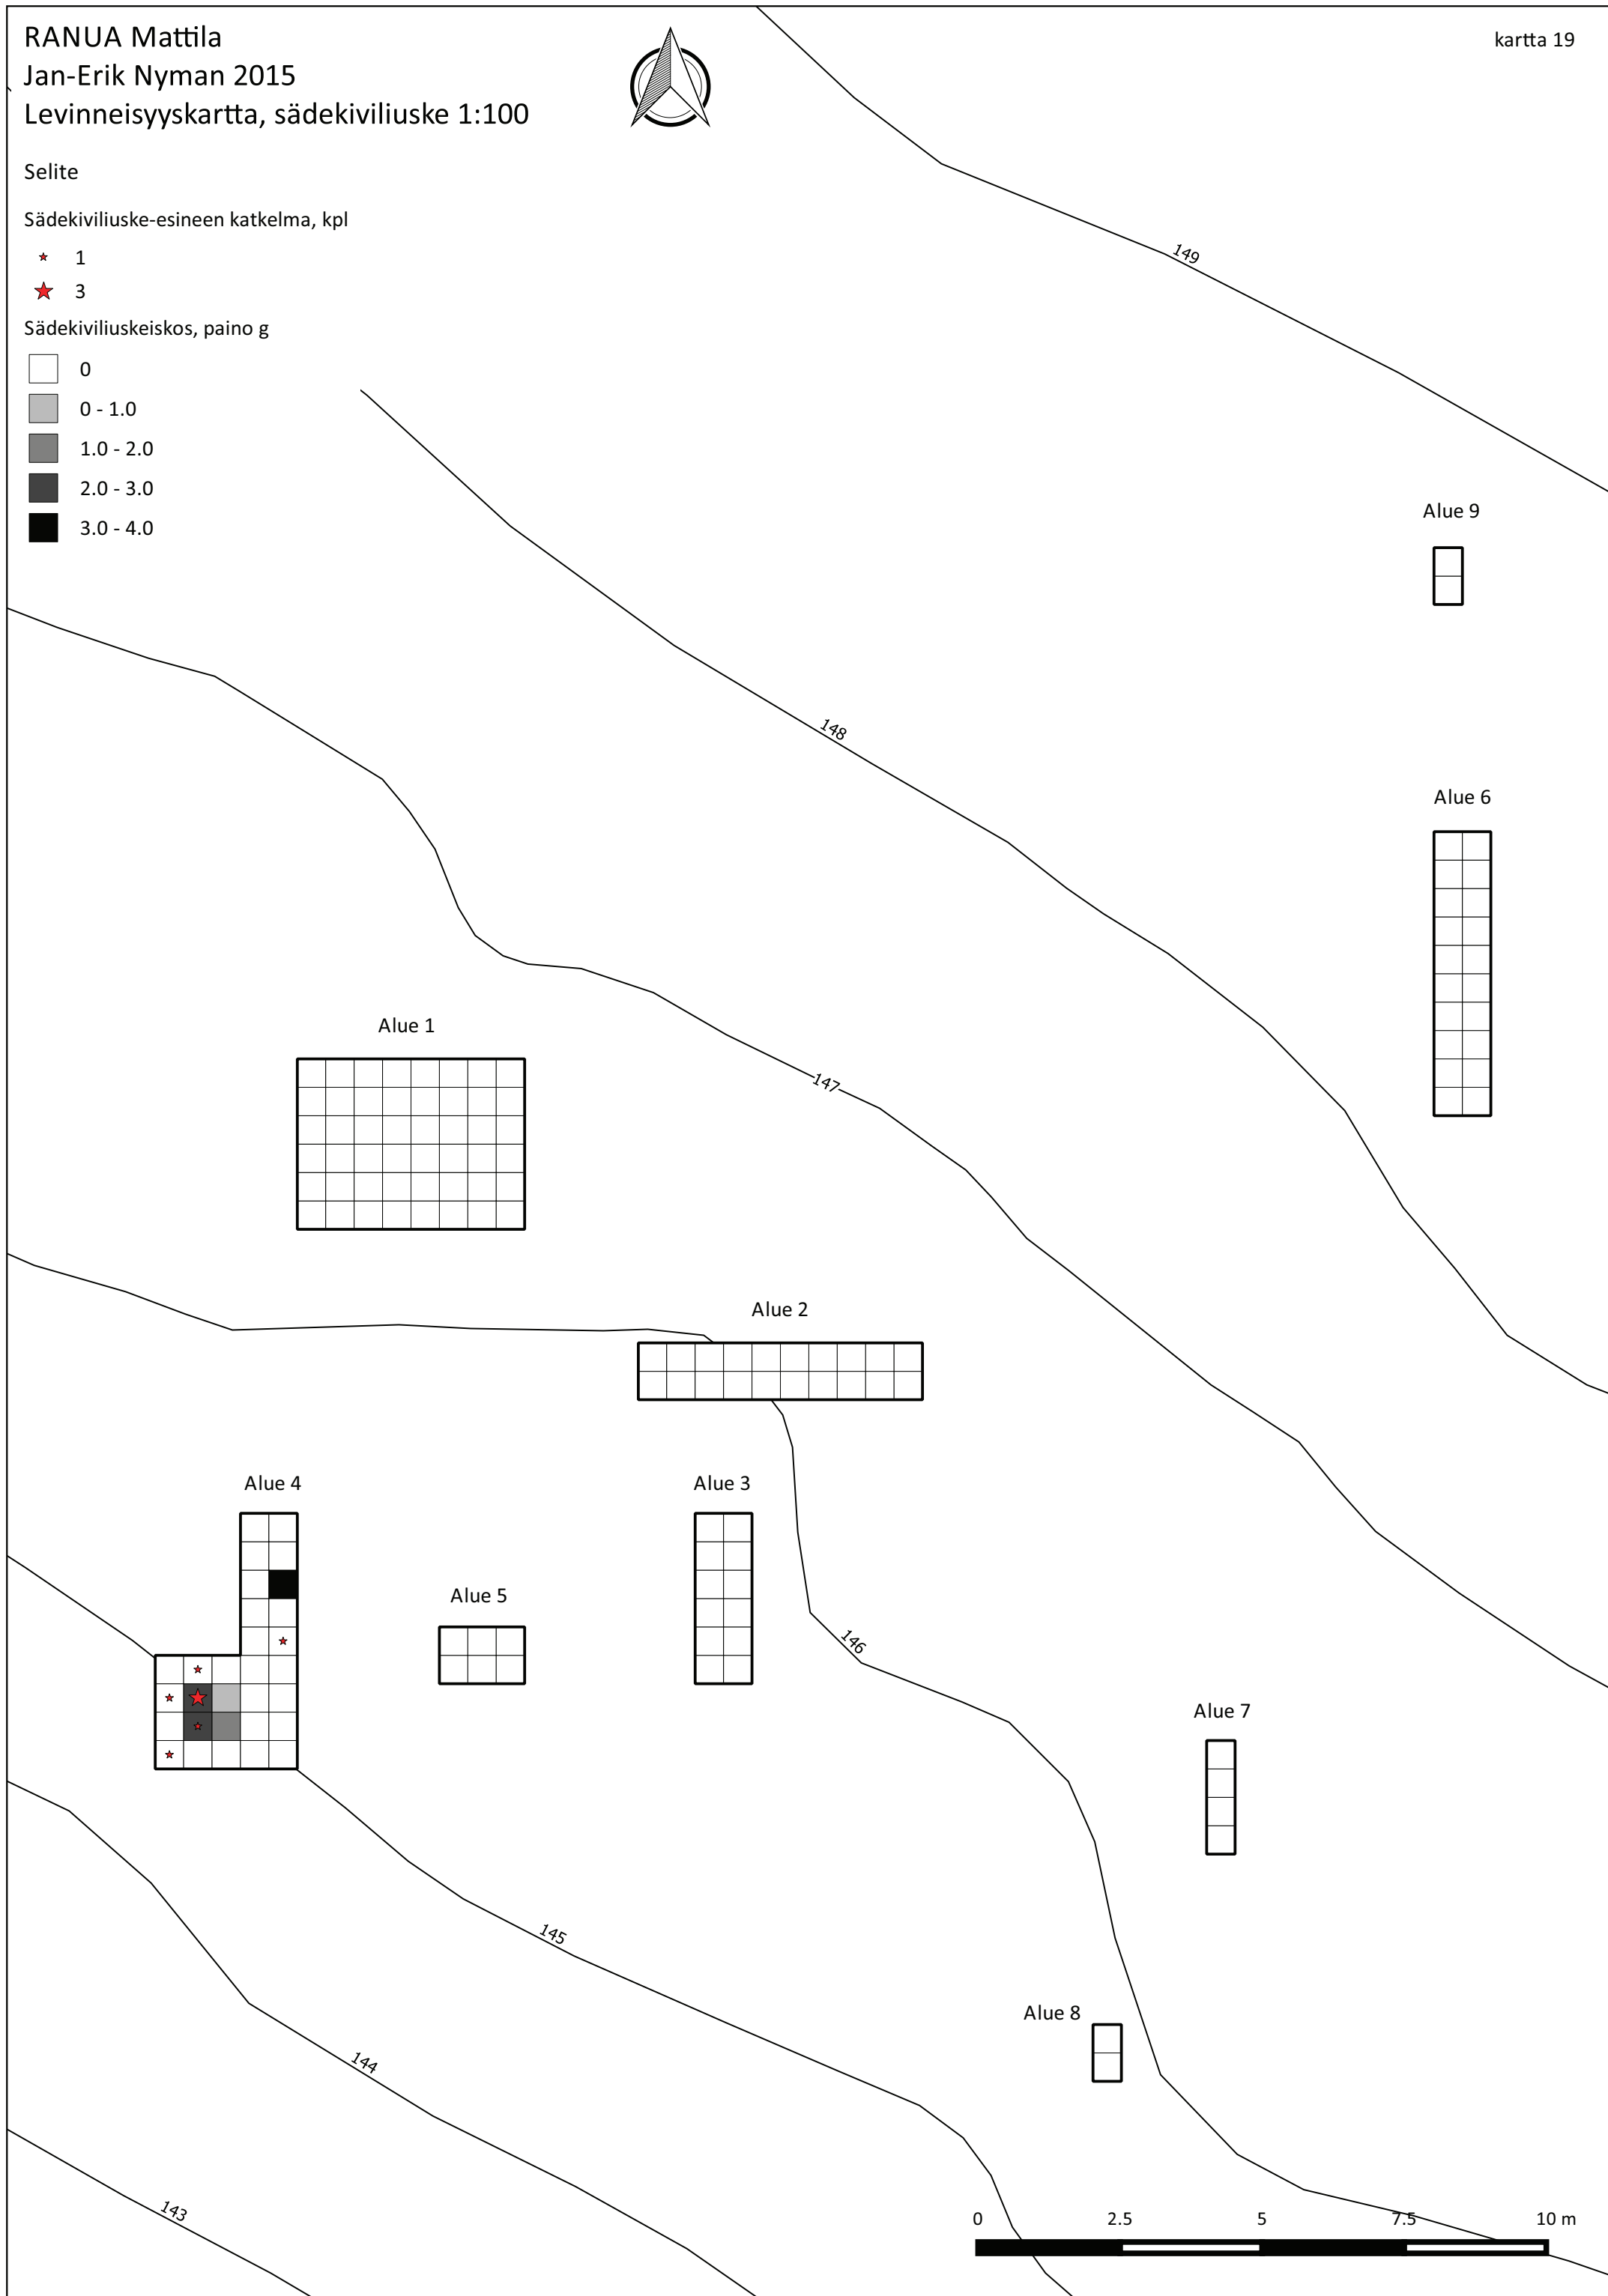 RANUA Mattila
Jan-Erik Nyman 2015
Levinneisyyskartta, sädekiviliuske 1:100
kartta 19
Selite
Sädekiviliuske-esineen katkelma, kpl
1
3
Sädekiviliuskeiskos, paino g
0
0 - 1.0
1.0 - 2.0
2.0 - 3.0
3.0 - 4.0
149
Alue 9
148
Alue 6
Alue 1
147
Alue 2
Alue 4
Alue 3
Alue 5
146
Alue 7
145
Alue 8
144
143
0 2.5 5 7.5 10 m